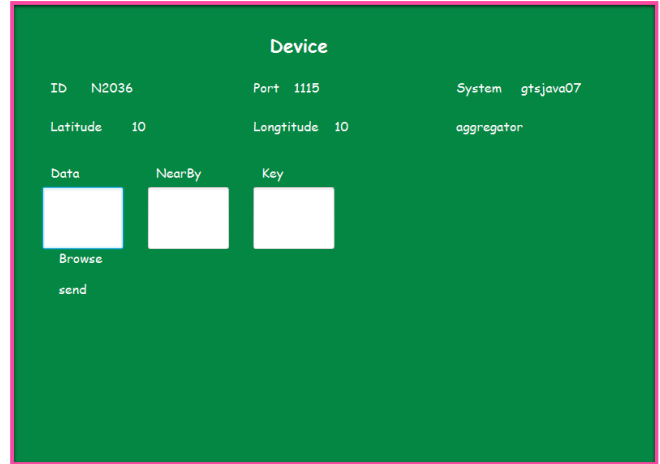 Device
ID N2036 Port 1115 System gtsjava07
Latitude 10 Longtitude 10 aggregator
Data NearBy Key
Browse
send